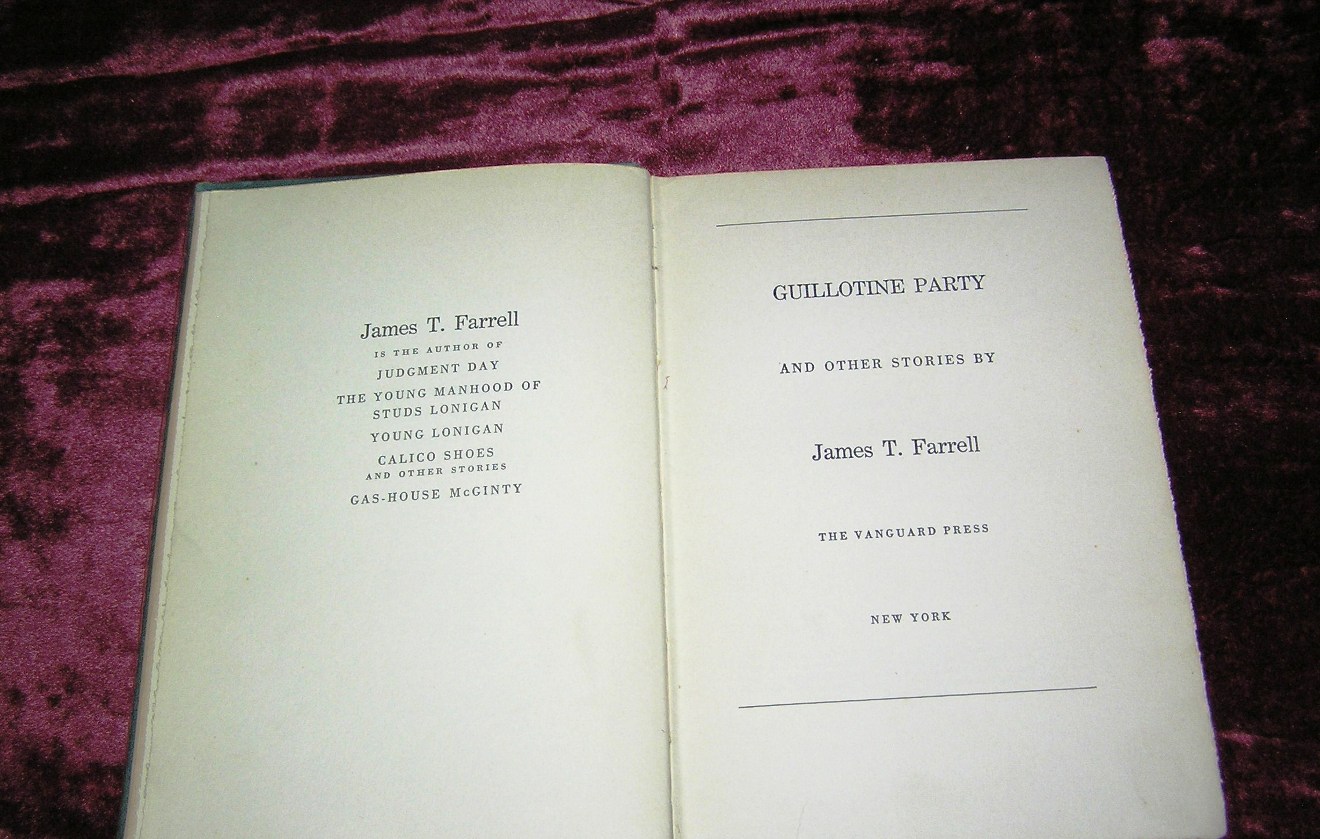 James T. Farrell
IS THE AUTHOR OF
JUDGMENT DAY
THE YOUNG MANHOOD OF
STUDS LONIGAN
YOUNG LONIGAN
CALICO SHOES
AND OTHER STORIES
GAS-HOUSE McGINTY
GUILLOTINE PARTY
AND OTHER STORIES BY
James T. Farrell
THE VANGUARD PRESS
NEW YORK